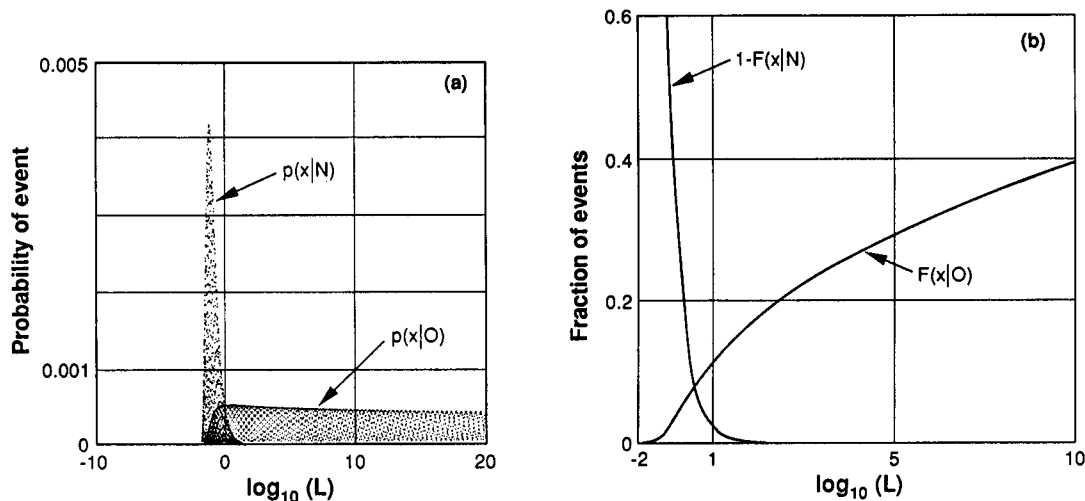 (a)
0.005
0.001
0
Probability of event
p(x|N)
p(x|O)
-10
0
10
20
log10 (L)
(b)
0.6
0.4
0.2
0
Fraction of events
1-F(x|N)
F(x|O)
-2
1
5
10
log10 (L)